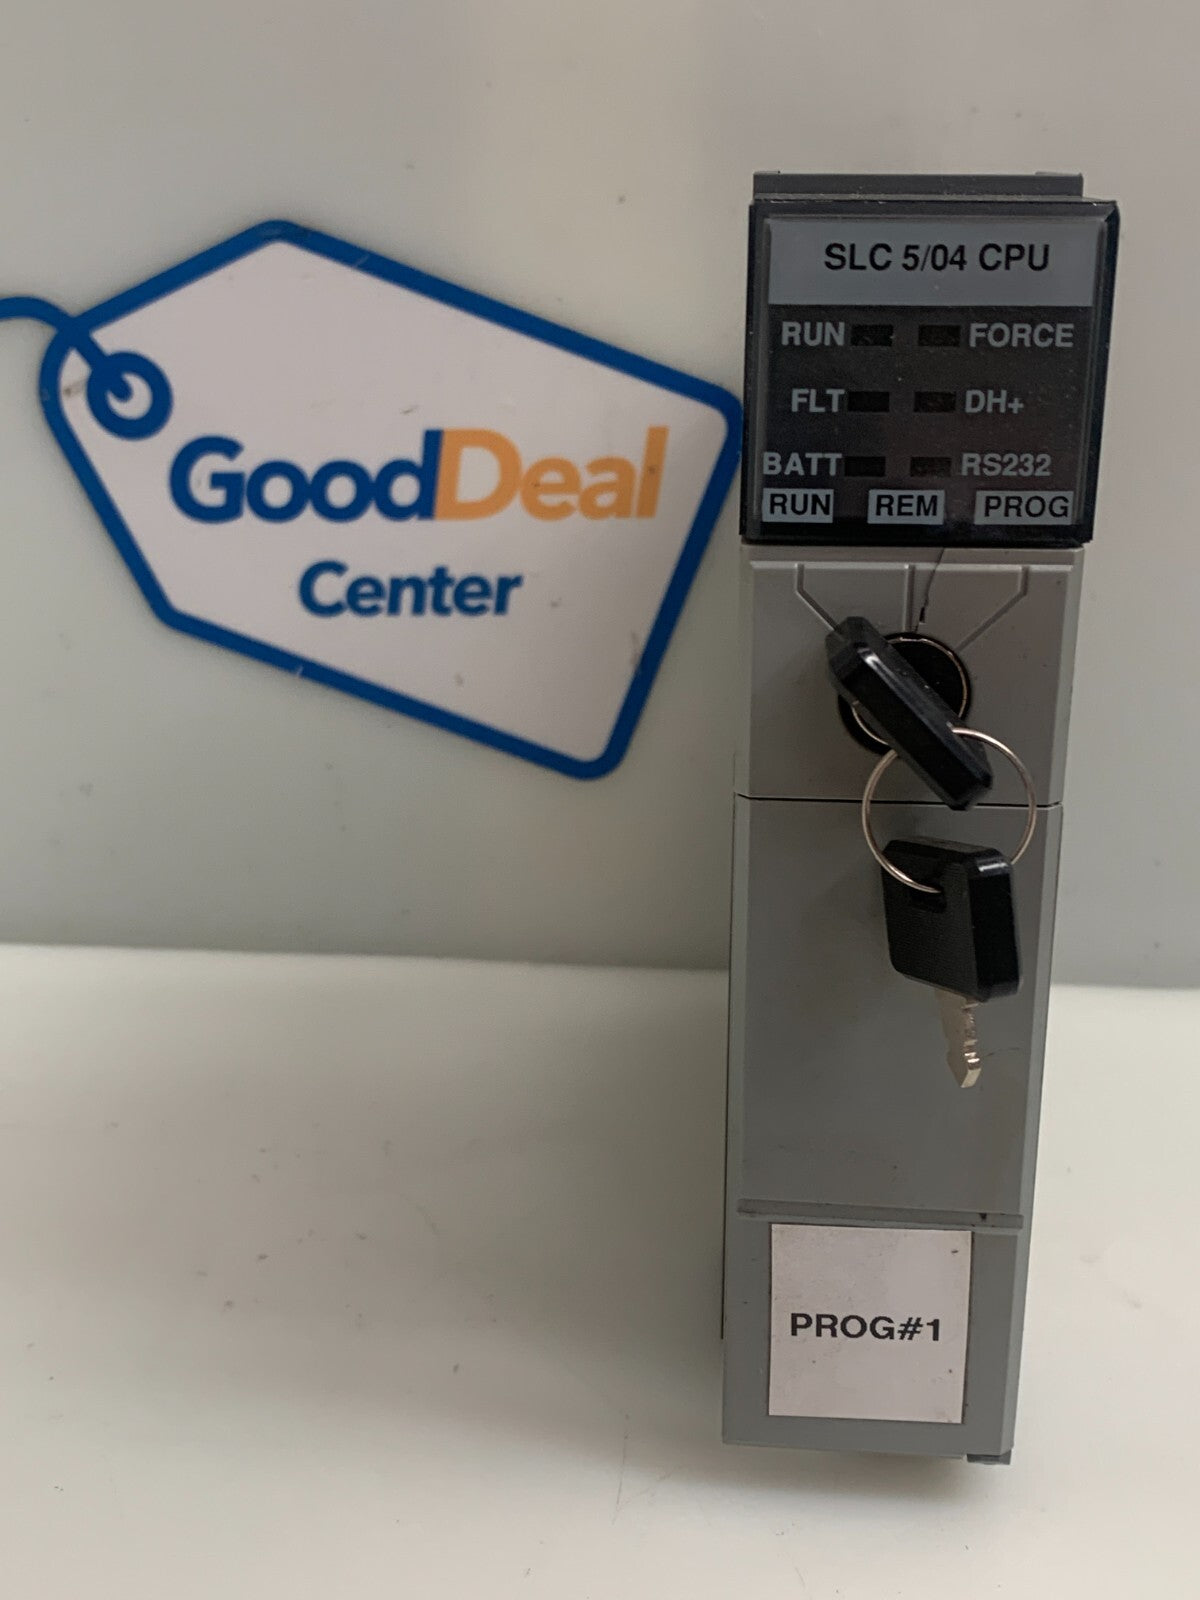 GoodDeal
Center
SLC 5/04 CPU
RUN FORCE
FLT DH+
BATT RS232
RUN REM PROG
PROG#1